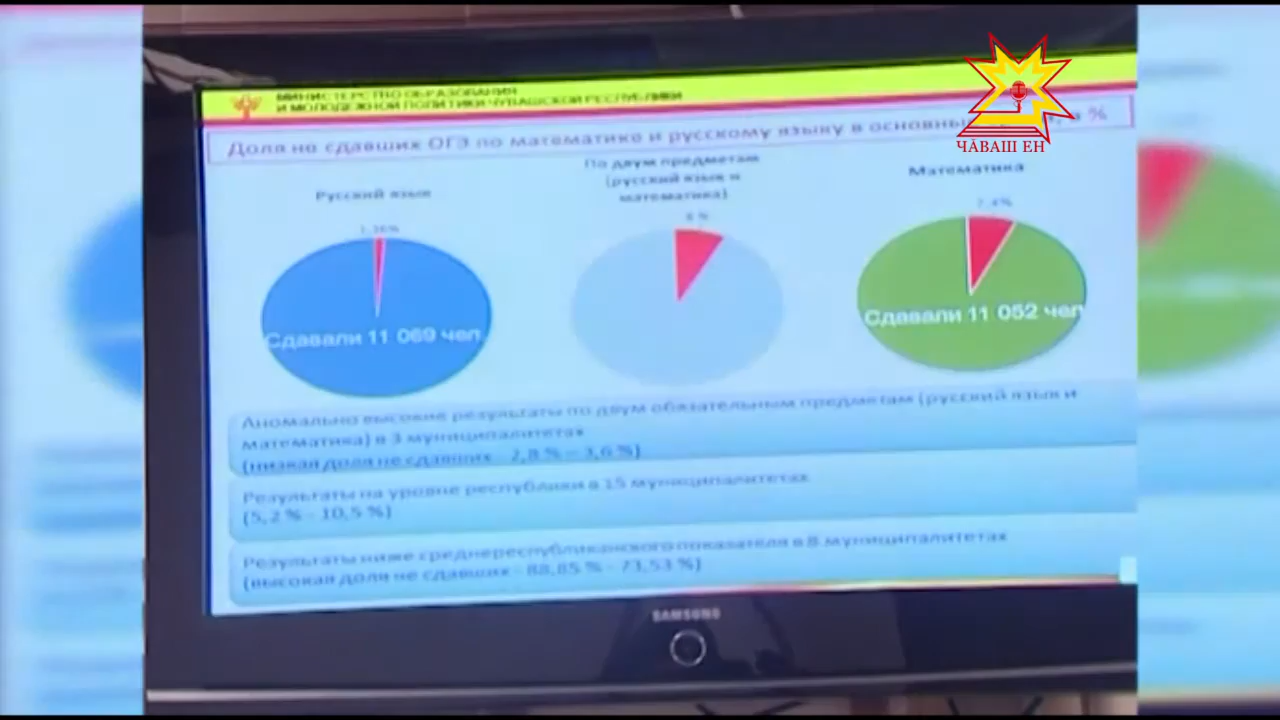 ЧӐВАШ ЕН
МИНИСТЕРСТВО ОБРАЗОВАНИЯ
И МОЛОДЕЖНОЙ ПОЛИТИКИ ЧУВАШСКОЙ РЕСПУБЛИКИ
Доля не сдавших ОГЭ по математике и русскому языку в основные %
Русский язык
По двум предметам
(русский язык и
математика)
Математика
8 %
7,4%
Сдавали 11 069 чел
Сдавали 11 052 чел
Аномально высокие результаты по двум обязательным предметам (русский язык и
математика) в 3 муниципалитетах
(низкая доля не сдавших - 2,8 % – 3,6 %)
Результаты на уровне республики в 15 муниципалитетах
(5,2 % - 10,5 %)
Результаты ниже среднереспубликанского показателя в 8 муниципалитетах
(высокая доля не сдавших - 88,85 % - 73,53 %)
SAMSUNG